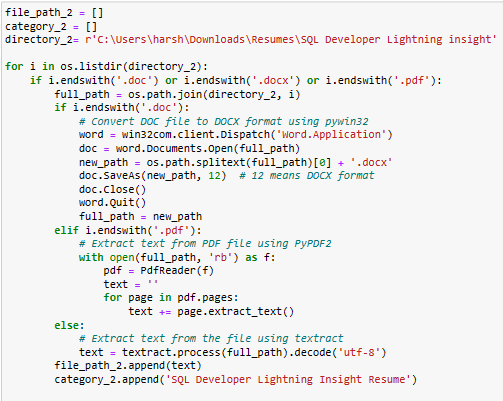 file_path_2 = []
category_2 = []
directory_2= r'C:\Users\harsh\Downloads\Resumes\SQL Developer Lightning insight'
for i in os.listdir(directory_2):
    if i.endswith('.doc') or i.endswith('.docx') or i.endswith('.pdf'):
        full_path = os.path.join(directory_2, i)
        if i.endswith('.doc'):
            # Convert DOC file to DOCX format using pywin32
            word = win32com.client.Dispatch('Word.Application')
            doc = word.Documents.Open(full_path)
            new_path = os.path.splitext(full_path)[0] + '.docx'
            doc.SaveAs(new_path, 12)  # 12 means DOCX format
            doc.Close()
            word.Quit()
            full_path = new_path
        elif i.endswith('.pdf'):
            # Extract text from PDF file using PyPDF2
            with open(full_path, 'rb') as f:
                pdf = PdfReader(f)
                text = ''
                for page in pdf.pages:
                    text += page.extract_text()
        else:
            # Extract text from the file using textract
            text = textract.process(full_path).decode('utf-8')
        file_path_2.append(text)
        category_2.append('SQL Developer Lightning Insight Resume')